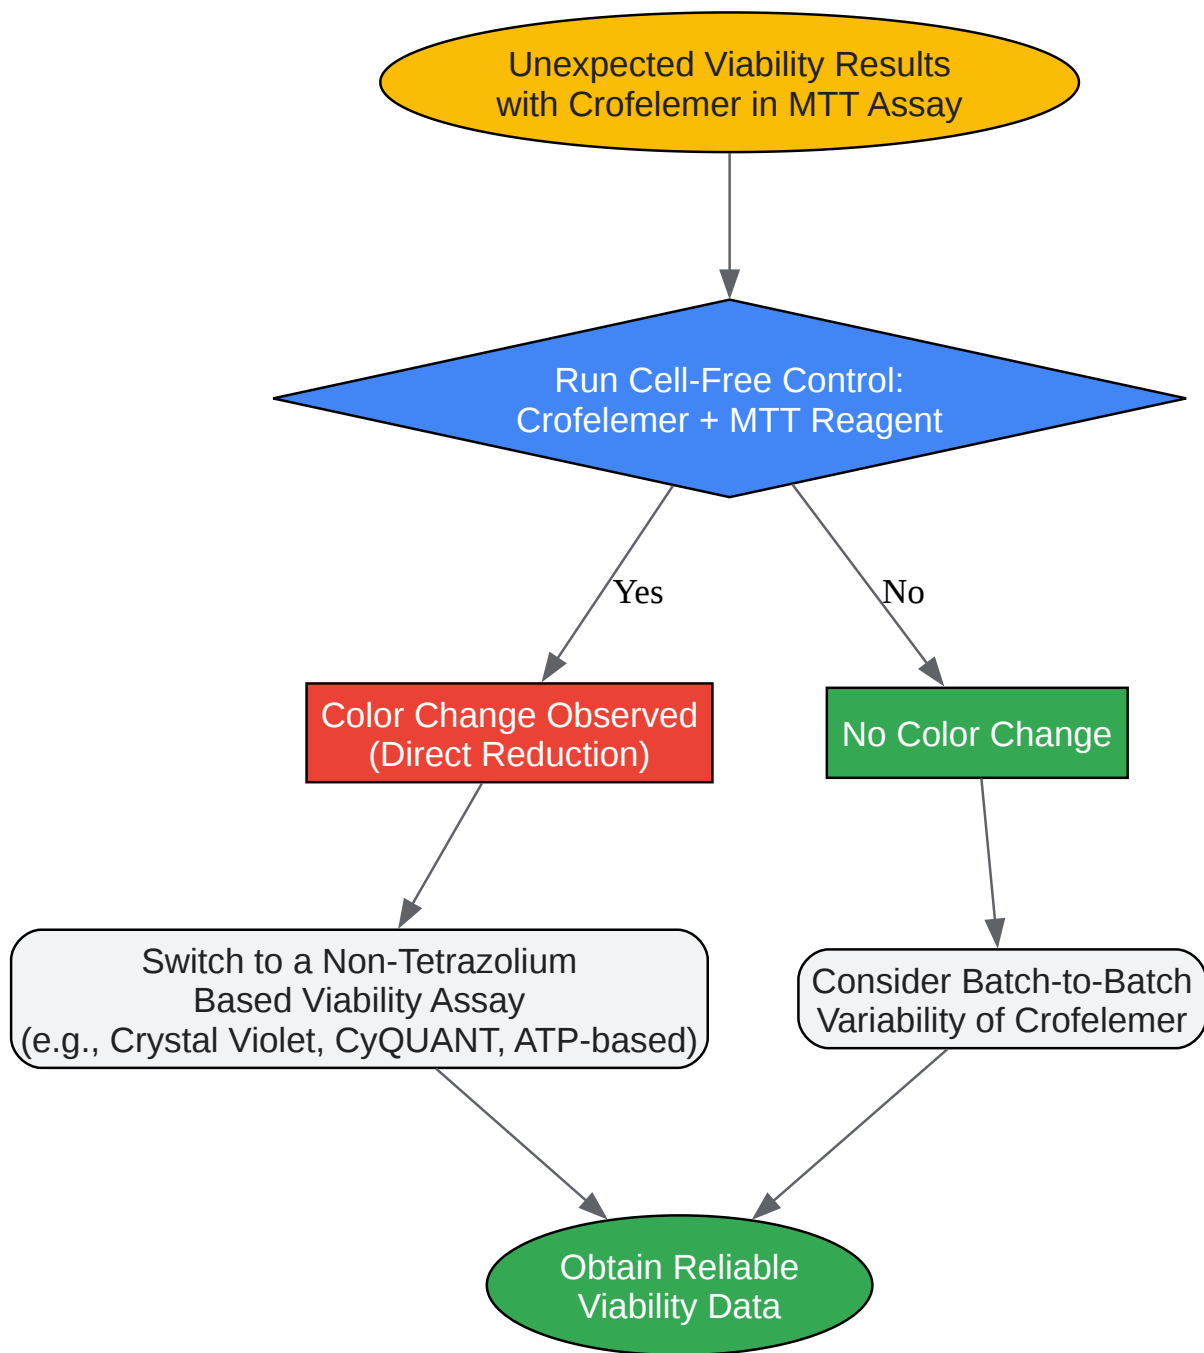 Unexpected Viability Results
with Crofelemer in MTT Assay
Run Cell-Free Control:
Crofelemer + MTT Reagent
Yes
No
Color Change Observed
(Direct Reduction)
No Color Change
Switch to a Non-Tetrazolium
Based Viability Assay
(e.g., Crystal Violet, CyQUANT, ATP-based)
Consider Batch-to-Batch
Variability of Crofelemer
Obtain Reliable
Viability Data